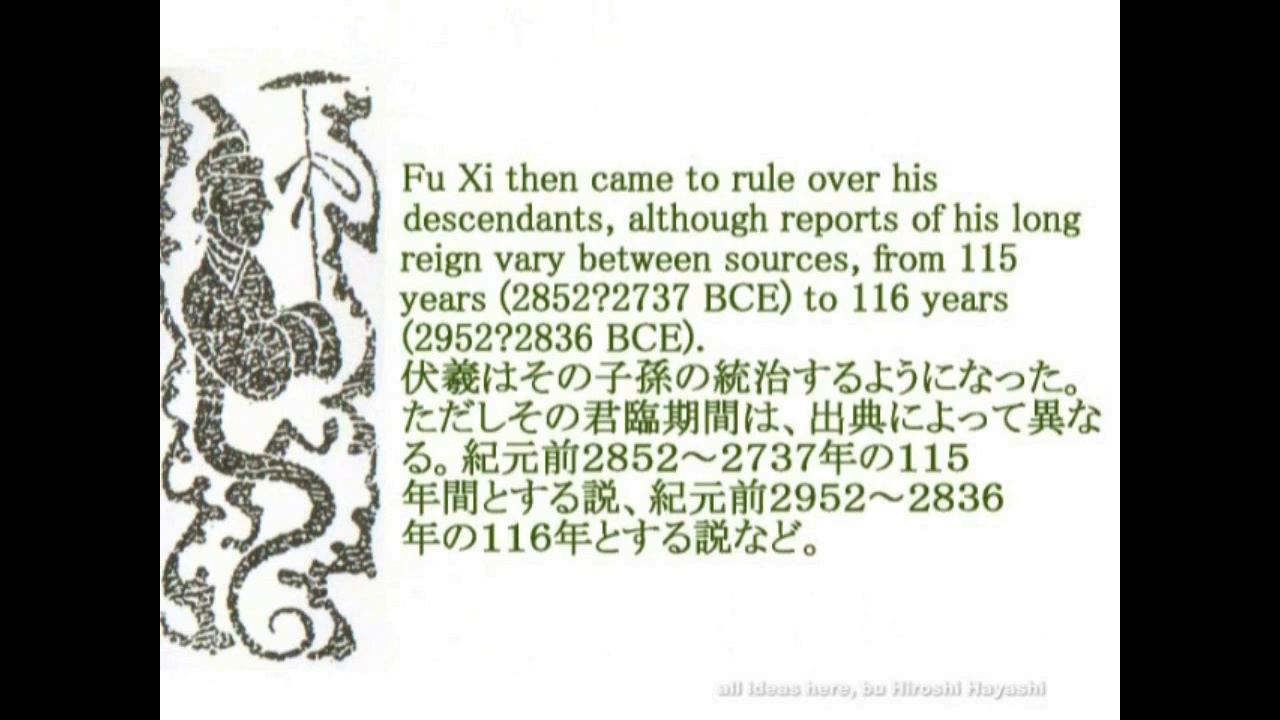 Fu Xi then came to rule over his
descendants, although reports of his long
reign vary between sources, from 115
years (2852?2737 BCE) to 116 years
(2952?2836 BCE).
伏羲はその子孫の統治するようになった。
ただしその君臨期間は、出典によって異な
る。紀元前2852～2737年の115
年間とする説、紀元前2952～2836
年の116年とする説など。
all ideas here, bu Hiroshi Hayashi